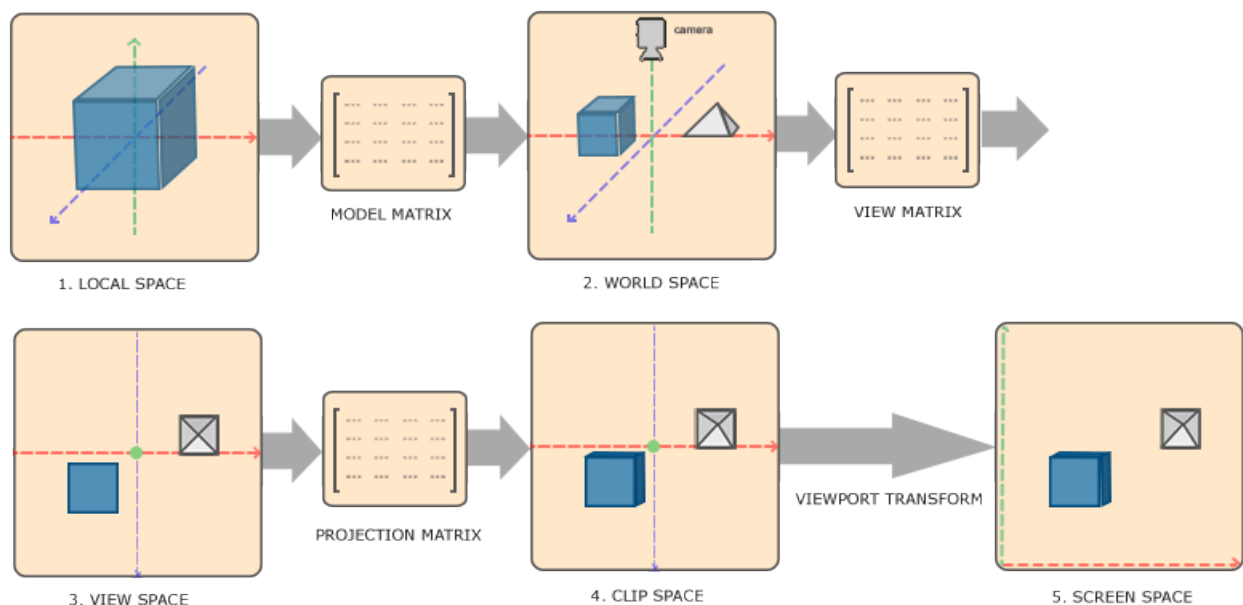 camera
MODEL MATRIX
VIEW MATRIX
1. LOCAL SPACE
2. WORLD SPACE
VIEWPORT TRANSFORM
PROJECTION MATRIX
3. VIEW SPACE
4. CLIP SPACE
5. SCREEN SPACE